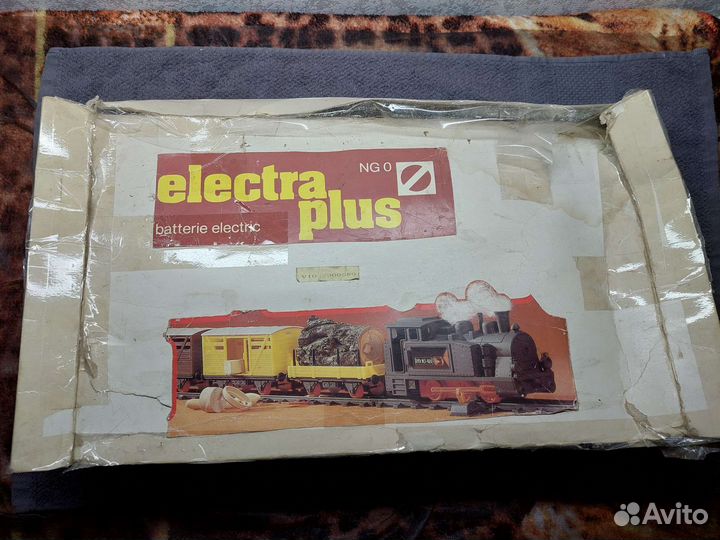 electra
plus
NG 0
batterie electric
Avito